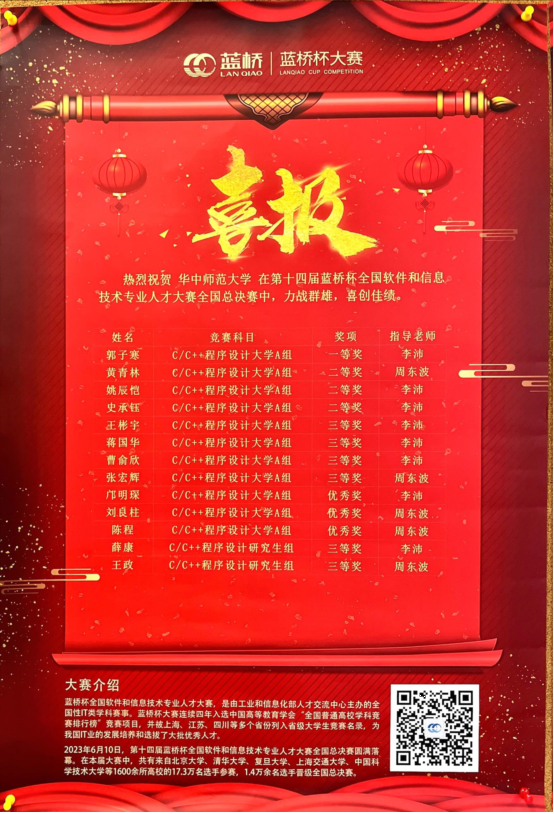 蓝桥 蓝桥杯大赛
LAN QIAO LANQIAO CUP COMPETITION
喜报
热烈祝贺 华中师范大学 在第十四届蓝桥杯全国软件和信息
技术专业人才大赛全国总决赛中，力战群雄，喜创佳绩。
姓名 竞赛科目 奖项 指导老师
郭子寒 C/C++程序设计大学A组 一等奖 李沛
黄青林 C/C++程序设计大学A组 二等奖 周东波
姚辰恺 C/C++程序设计大学A组 二等奖 李沛
史承钰 C/C++程序设计大学A组 二等奖 李沛
王彬宇 C/C++程序设计大学A组 三等奖 李沛
蒋国华 C/C++程序设计大学A组 三等奖 李沛
曹俞欣 C/C++程序设计大学A组 三等奖 李沛
张宏辉 C/C++程序设计大学A组 三等奖 周东波
邝明琛 C/C++程序设计大学A组 优秀奖 李沛
刘良柱 C/C++程序设计大学A组 优秀奖 周东波
陈程 C/C++程序设计大学A组 优秀奖 周东波
薛康 C/C++程序设计研究生组 三等奖 李沛
王政 C/C++程序设计研究生组 三等奖 周东波
大赛介绍
蓝桥杯全国软件和信息技术专业人才大赛，是由工业和信息化部人才交流中心主办的全
国性IT类学科赛事。蓝桥杯大赛连续四年入选中国高等教育学会“全国普通高校学科竞
赛排行榜”竞赛项目，并被上海、江苏、四川等多个省份列入省级大学生竞赛名录，为
我国IT业的发展培养和选拔了大批优秀人才。
2023年6月10日，第十四届蓝桥杯全国软件和信息技术专业人才大赛全国总决赛圆满落
幕。在本届大赛中，共有来自北京大学、清华大学、复旦大学、上海交通大学、中国科
学技术大学等1600余所高校的17.3万名选手参赛，1.4万余名选手晋级全国总决赛。